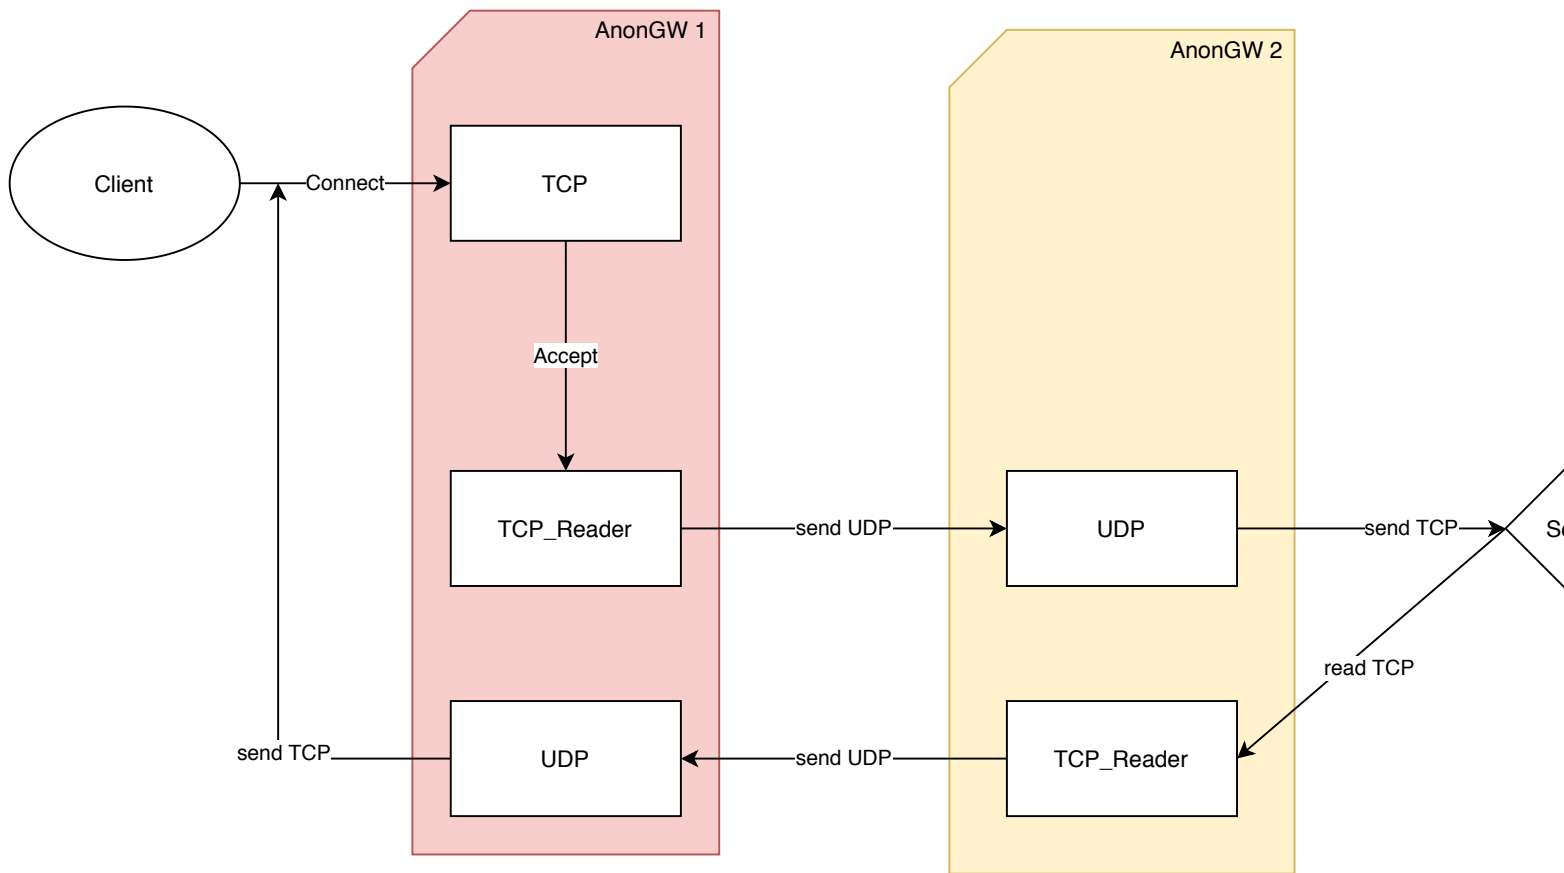 AnonGW 1
AnonGW 2
Client
Connect
TCP
Accept
TCP_Reader
send UDP
UDP
send TCP
read TCP
send TCP
UDP
send UDP
TCP_Reader